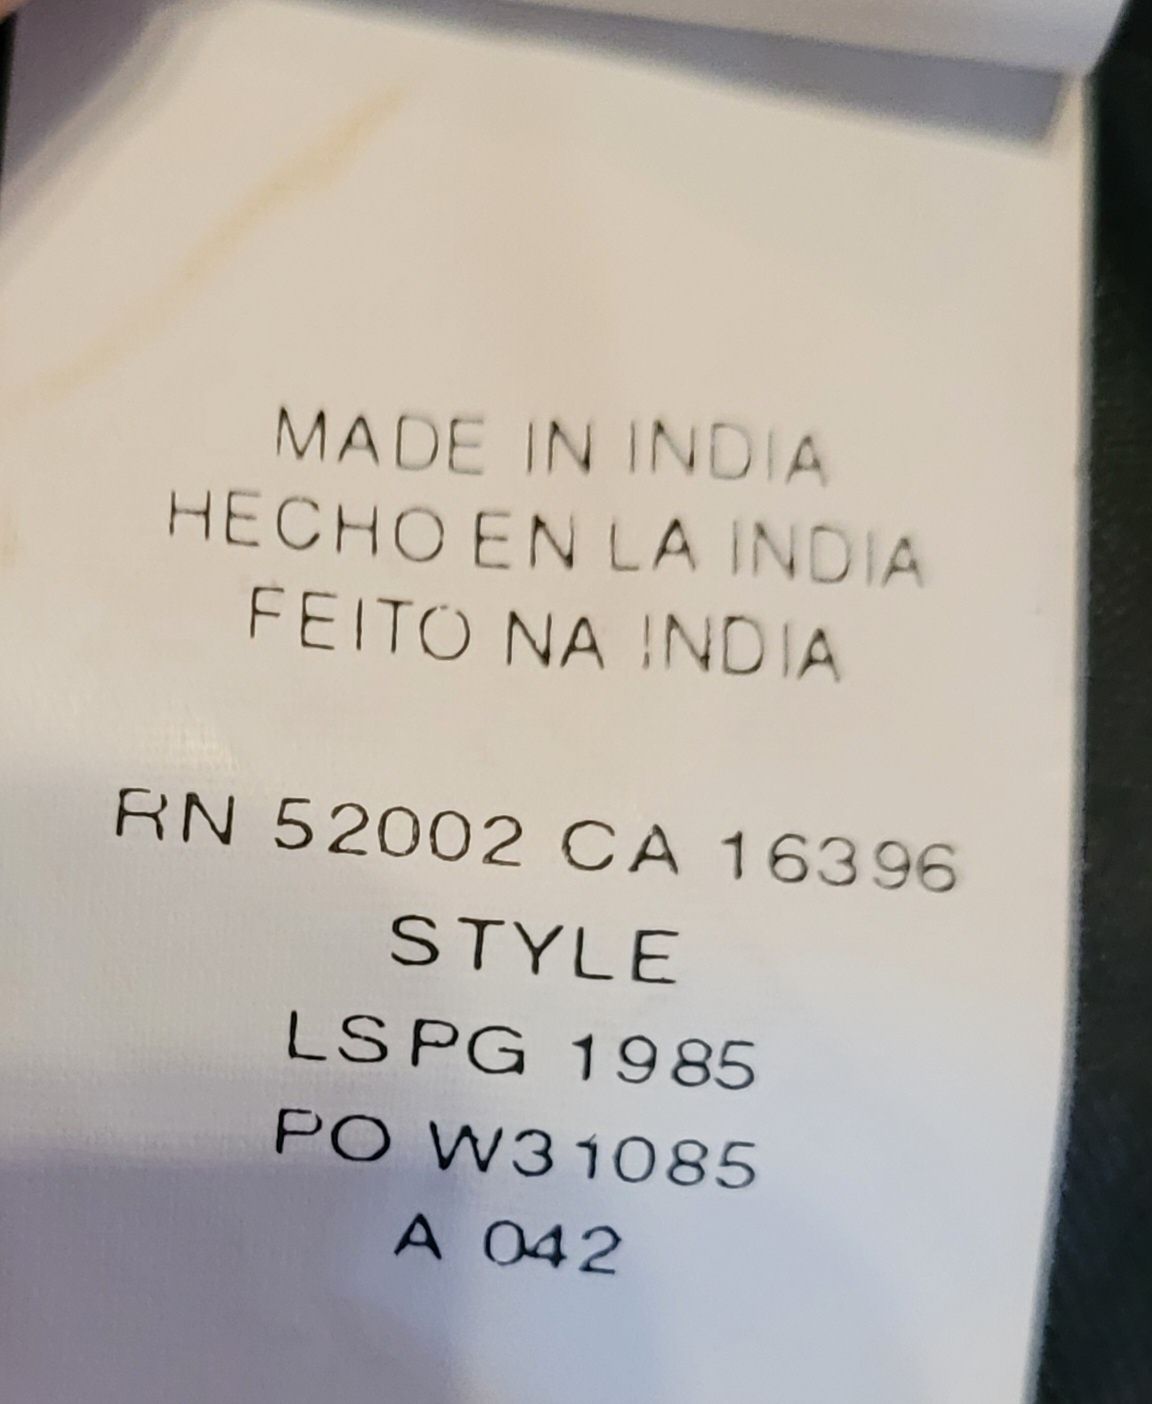 MADE IN INDIA
HECHO EN LA INDIA
FEITO NA INDIA
RN 52002 CA 16396
STYLE
LSPG 1985
PO W31085
A 042